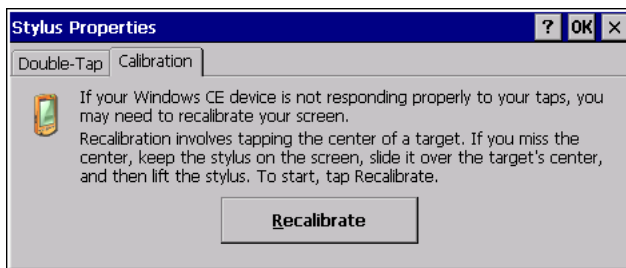 Stylus Properties ? OK ×
Double-Tap Calibration
If your Windows CE device is not responding properly to your taps, you
may need to recalibrate your screen.
Recalibration involves tapping the center of a target. If you miss the
center, keep the stylus on the screen, slide it over the target's center,
and then lift the stylus. To start, tap Recalibrate.
Recalibrate